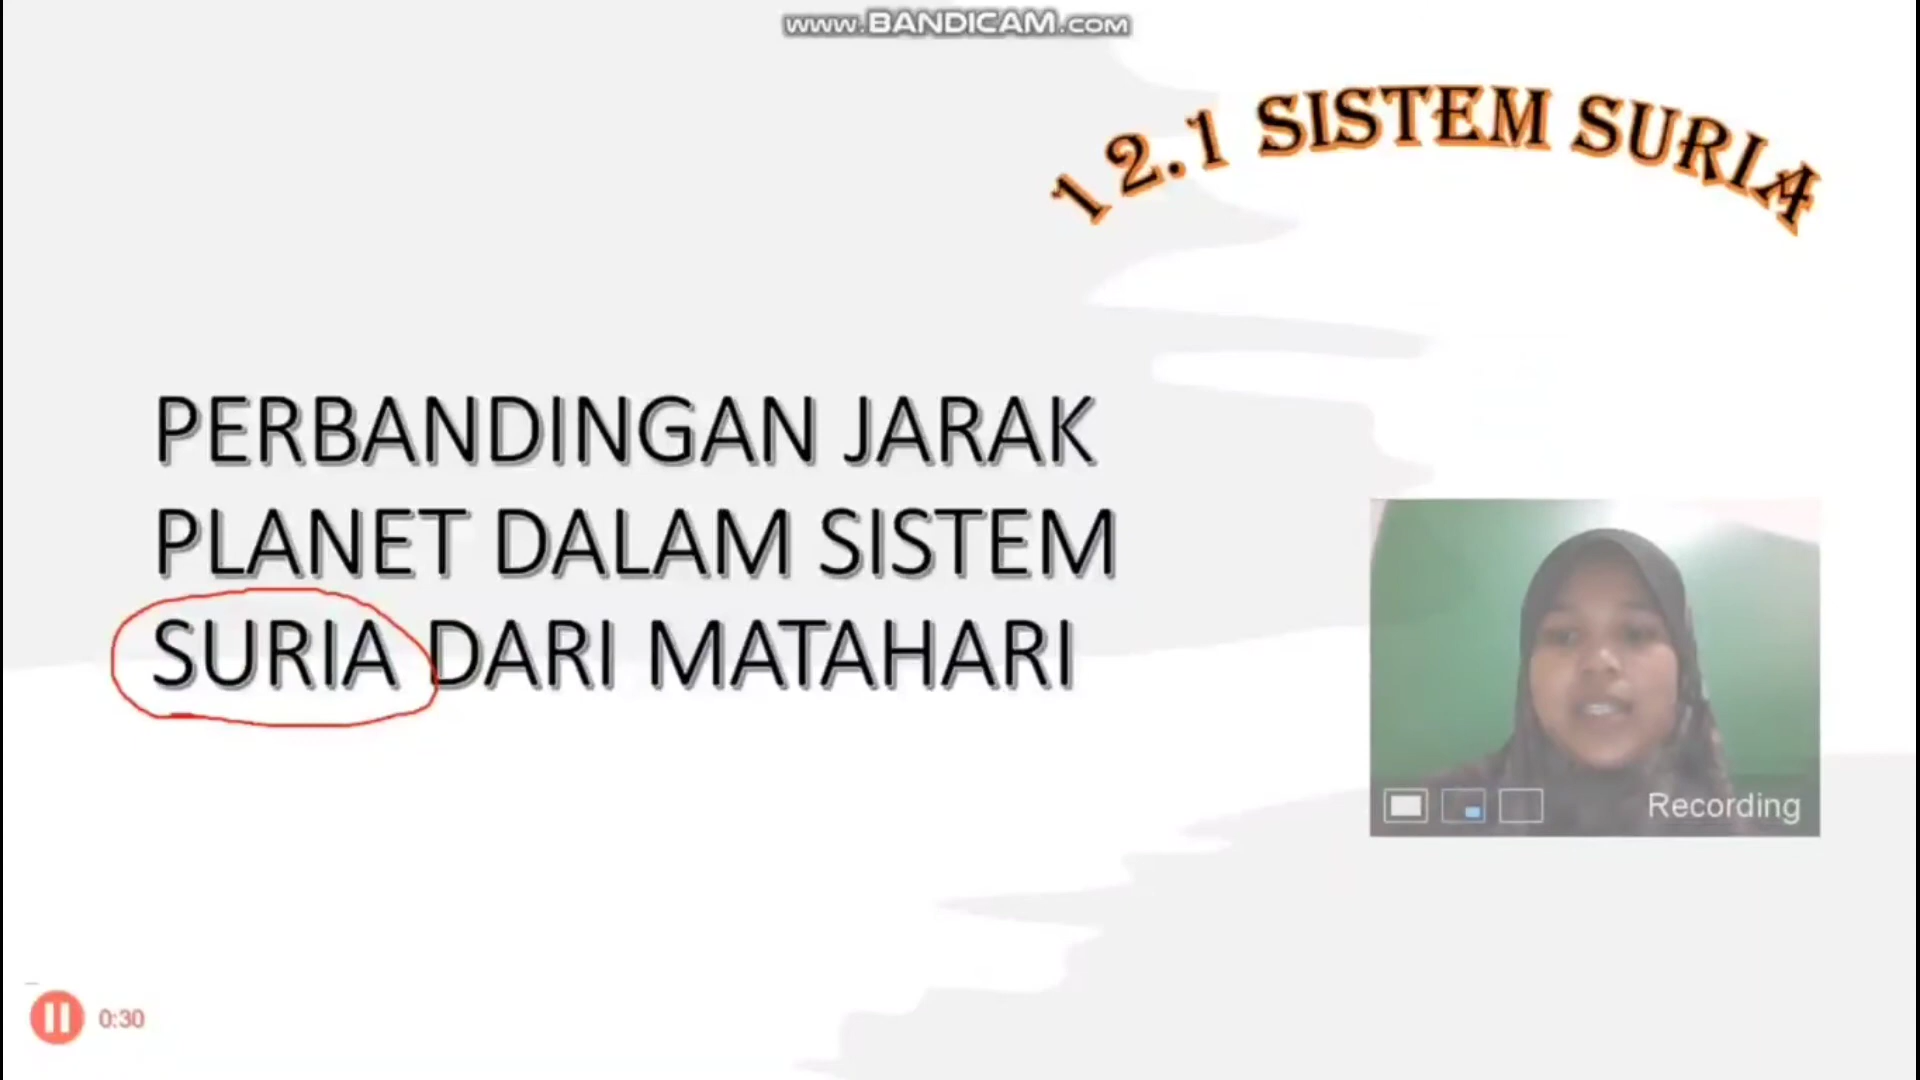 www.BANDICAM.com
12.1 SISTEM SURIA
PERBANDINGAN JARAK
PLANET DALAM SISTEM
SURIA DARI MATAHARI
Recording
0:30